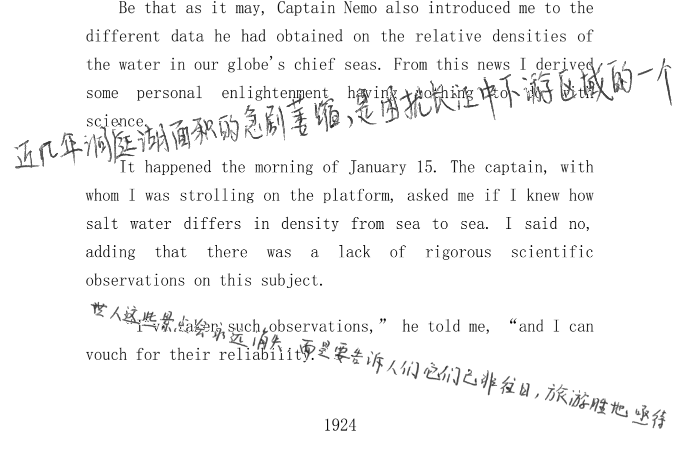 Be that as it may, Captain Nemo also introduced me to the
different data he had obtained on the relative densities of
the water in our globe's chief seas. From this news I derived
some personal enlightenment having nothing to do with
science.
近几年洞庭湖面积的急剧萎缩,是困扰长江中下游区域的一个
It happened the morning of January 15. The captain, with
whom I was strolling on the platform, asked me if I knew how
salt water differs in density from sea to sea. I said no,
adding that there was a lack of rigorous scientific
observations on this subject.
世人这些景点会永远消失,而是要告诉人们它们已非往日,旅游胜地亟待
“I've taken such observations,” he told me, “and I can
vouch for their reliability.”
1924